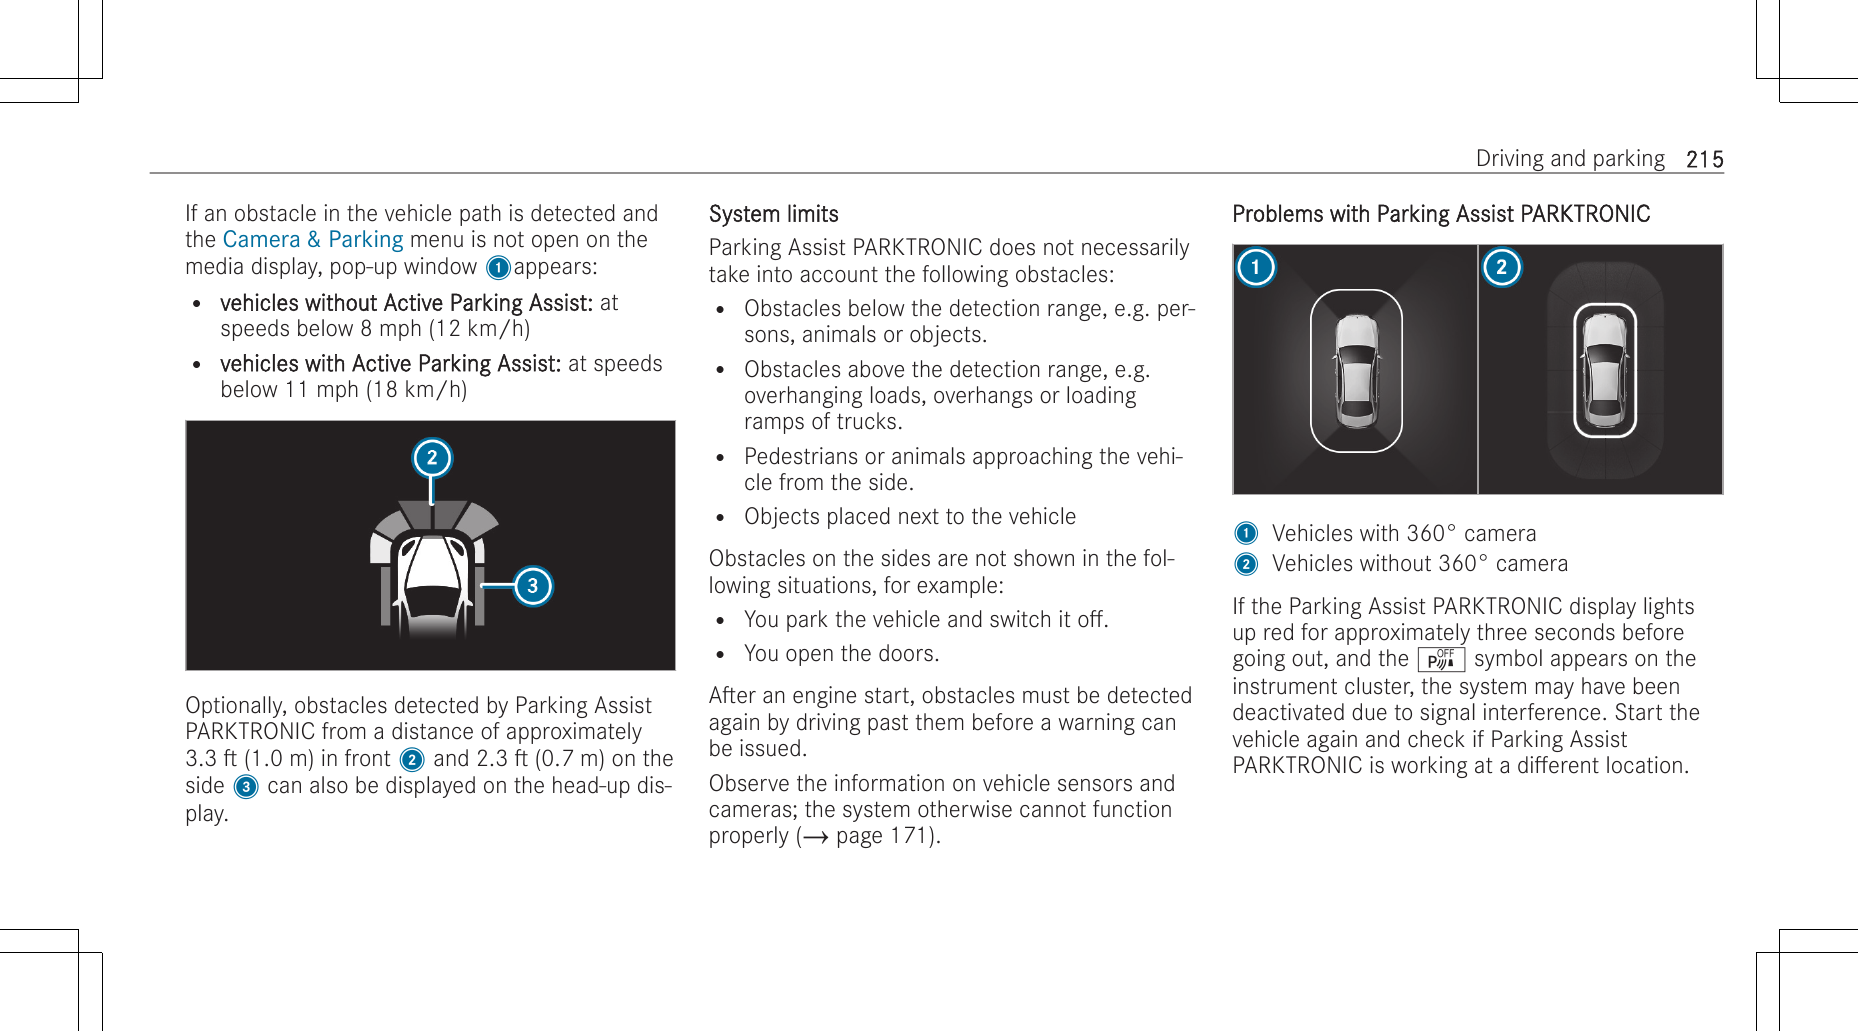 Driving and parking 215
If an obstacle in the vehicle path is detected and
the Camera & Parking menu is not open on the
media display, pop-up window 1 appears:
• vehicles without Active Parking Assist: at
speeds below 8 mph (12 km/h)
• vehicles with Active Parking Assist: at speeds
below 11 mph (18 km/h)
2
3
Optionally, obstacles detected by Parking Assist
PARKTRONIC from a distance of approximately
3.3 ft (1.0 m) in front 2 and 2.3 ft (0.7 m) on the
side 3 can also be displayed on the head-up dis-
play.
System limits
Parking Assist PARKTRONIC does not necessarily
take into account the following obstacles:
• Obstacles below the detection range, e.g. per-
sons, animals or objects.
• Obstacles above the detection range, e.g.
overhanging loads, overhangs or loading
ramps of trucks.
• Pedestrians or animals approaching the vehi-
cle from the side.
• Objects placed next to the vehicle
Obstacles on the sides are not shown in the fol-
lowing situations, for example:
• You park the vehicle and switch it off.
• You open the doors.
After an engine start, obstacles must be detected
again by driving past them before a warning can
be issued.
Observe the information on vehicle sensors and
cameras; the system otherwise cannot function
properly (→ page 171).
Problems with Parking Assist PARKTRONIC
1 2
1 Vehicles with 360° camera
2 Vehicles without 360° camera
If the Parking Assist PARKTRONIC display lights
up red for approximately three seconds before
going out, and the P OFF symbol appears on the
instrument cluster, the system may have been
deactivated due to signal interference. Start the
vehicle again and check if Parking Assist
PARKTRONIC is working at a different location.